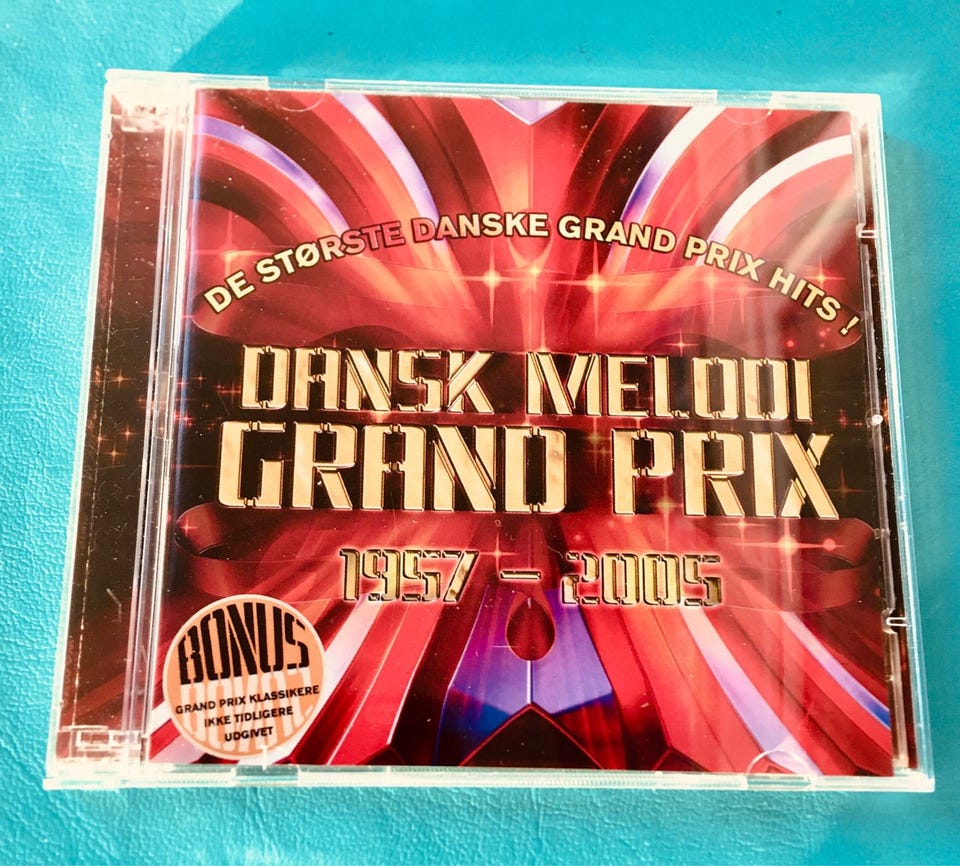 DE STØRSTE DANSKE GRAND PRIX HITS !
DANSK MELODI
GRAND PRIX
1957 – 2005
BONUS
GRAND PRIX KLASSIKERE
IKKE TIDLIGERE
UDGIVET